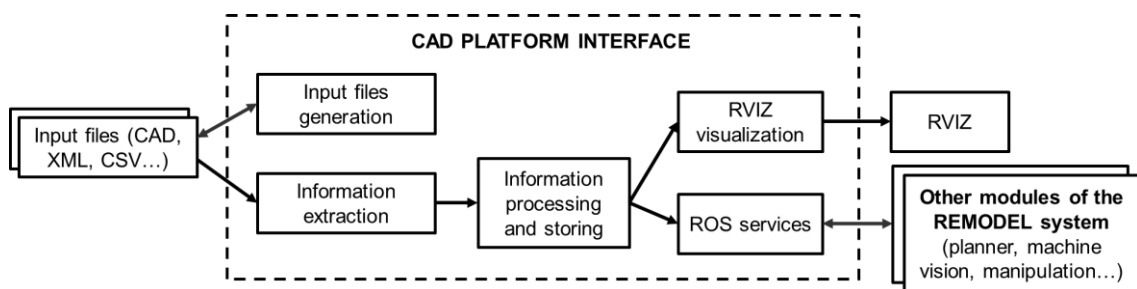 CAD PLATFORM INTERFACE
Input files (CAD,
XML, CSV…)
Input files
generation
Information
extraction
Information
processing
and storing
RVIZ
visualization
ROS services
RVIZ
Other modules of the
REMODEL system
(planner, machine
vision, manipulation…)